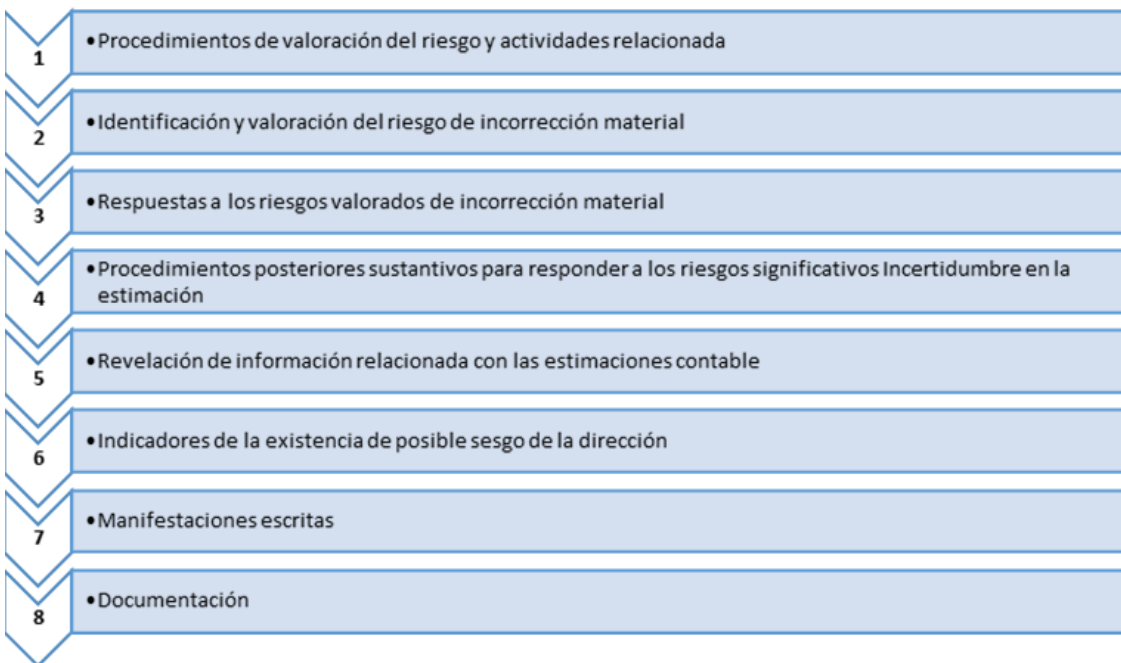 1
•Procedimientos de valoración del riesgo y actividades relacionada
2
•Identificación y valoración del riesgo de incorrección material
3
•Respuestas a los riesgos valorados de incorrección material
4
•Procedimientos posteriores sustantivos para responder a los riesgos significativos Incertidumbre en la
estimación
5
•Revelación de información relacionada con las estimaciones contable
6
•Indicadores de la existencia de posible sesgo de la dirección
7
•Manifestaciones escritas
8
•Documentación